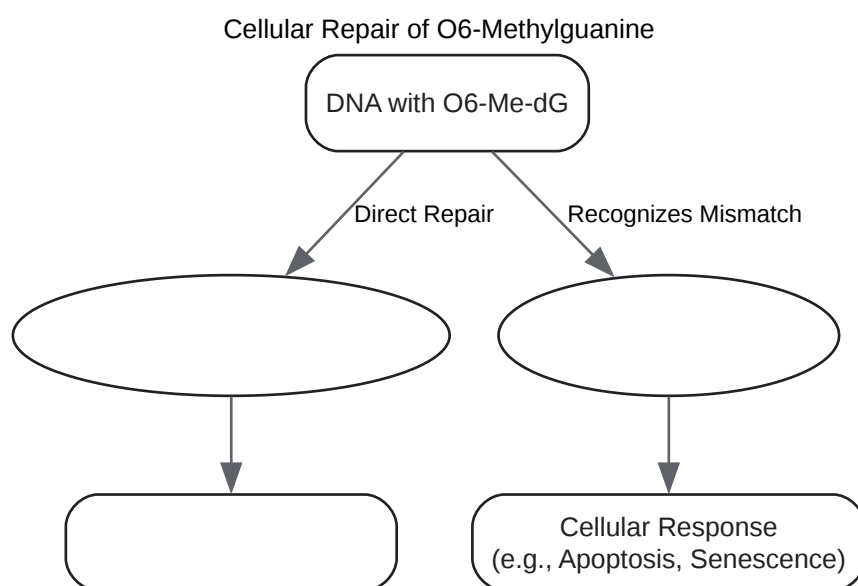 Cellular Repair of O6-Methylguanine
DNA with O6-Me-dG
Direct Repair
Recognizes Mismatch
Cellular Response
(e.g., Apoptosis, Senescence)